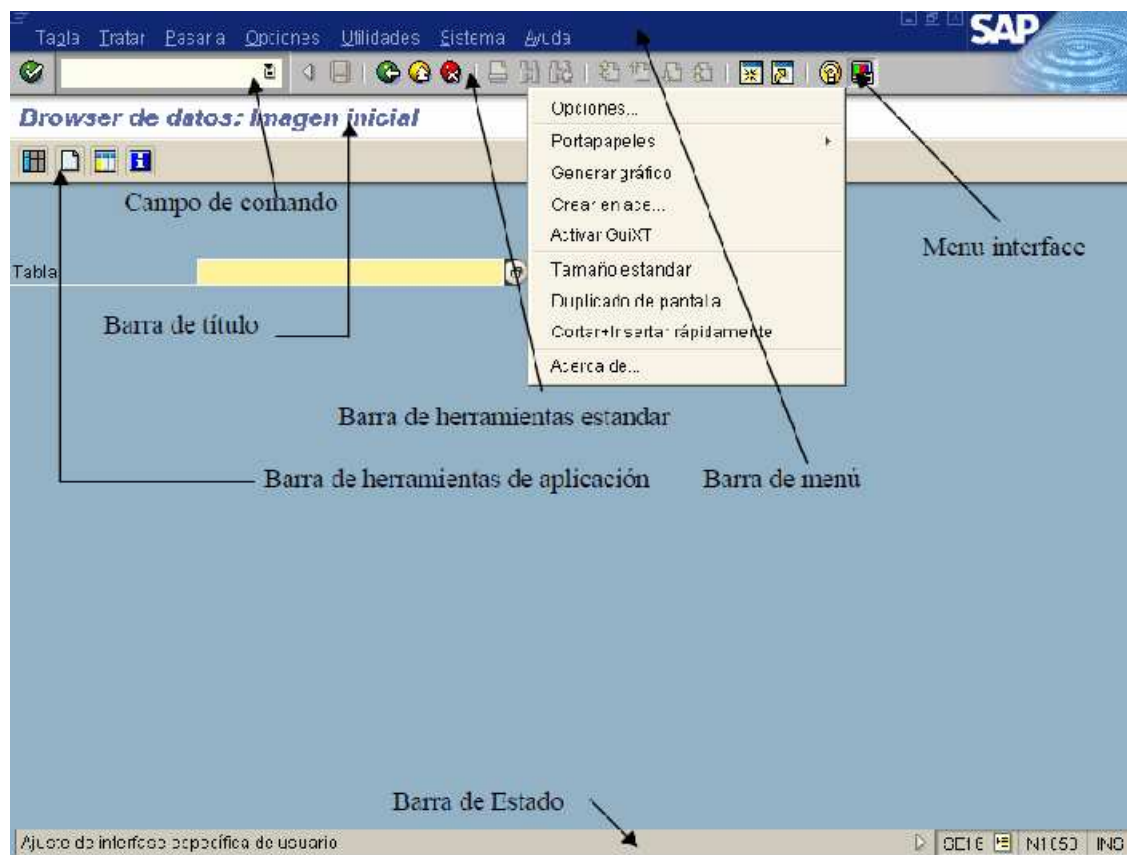 Tabla Tratar Pasar a Opciones Utilidades Sistema Ayuda
SAP
Browser de datos: Imagen inicial
Opciones...
Portapapeles
Generar gráfico
Crear enlace...
Activar GuiXT
Tamaño estandar
Duplicado de pantalla
Cortar+Insertar rápidamente
Acerca de...
Campo de comando
Menu interface
Tabla
Barra de título
Barra de herramientas estandar
Barra de herramientas de aplicación
Barra de menú
Barra de Estado
Ajuste de interfase específica de usuario
SE16
INS